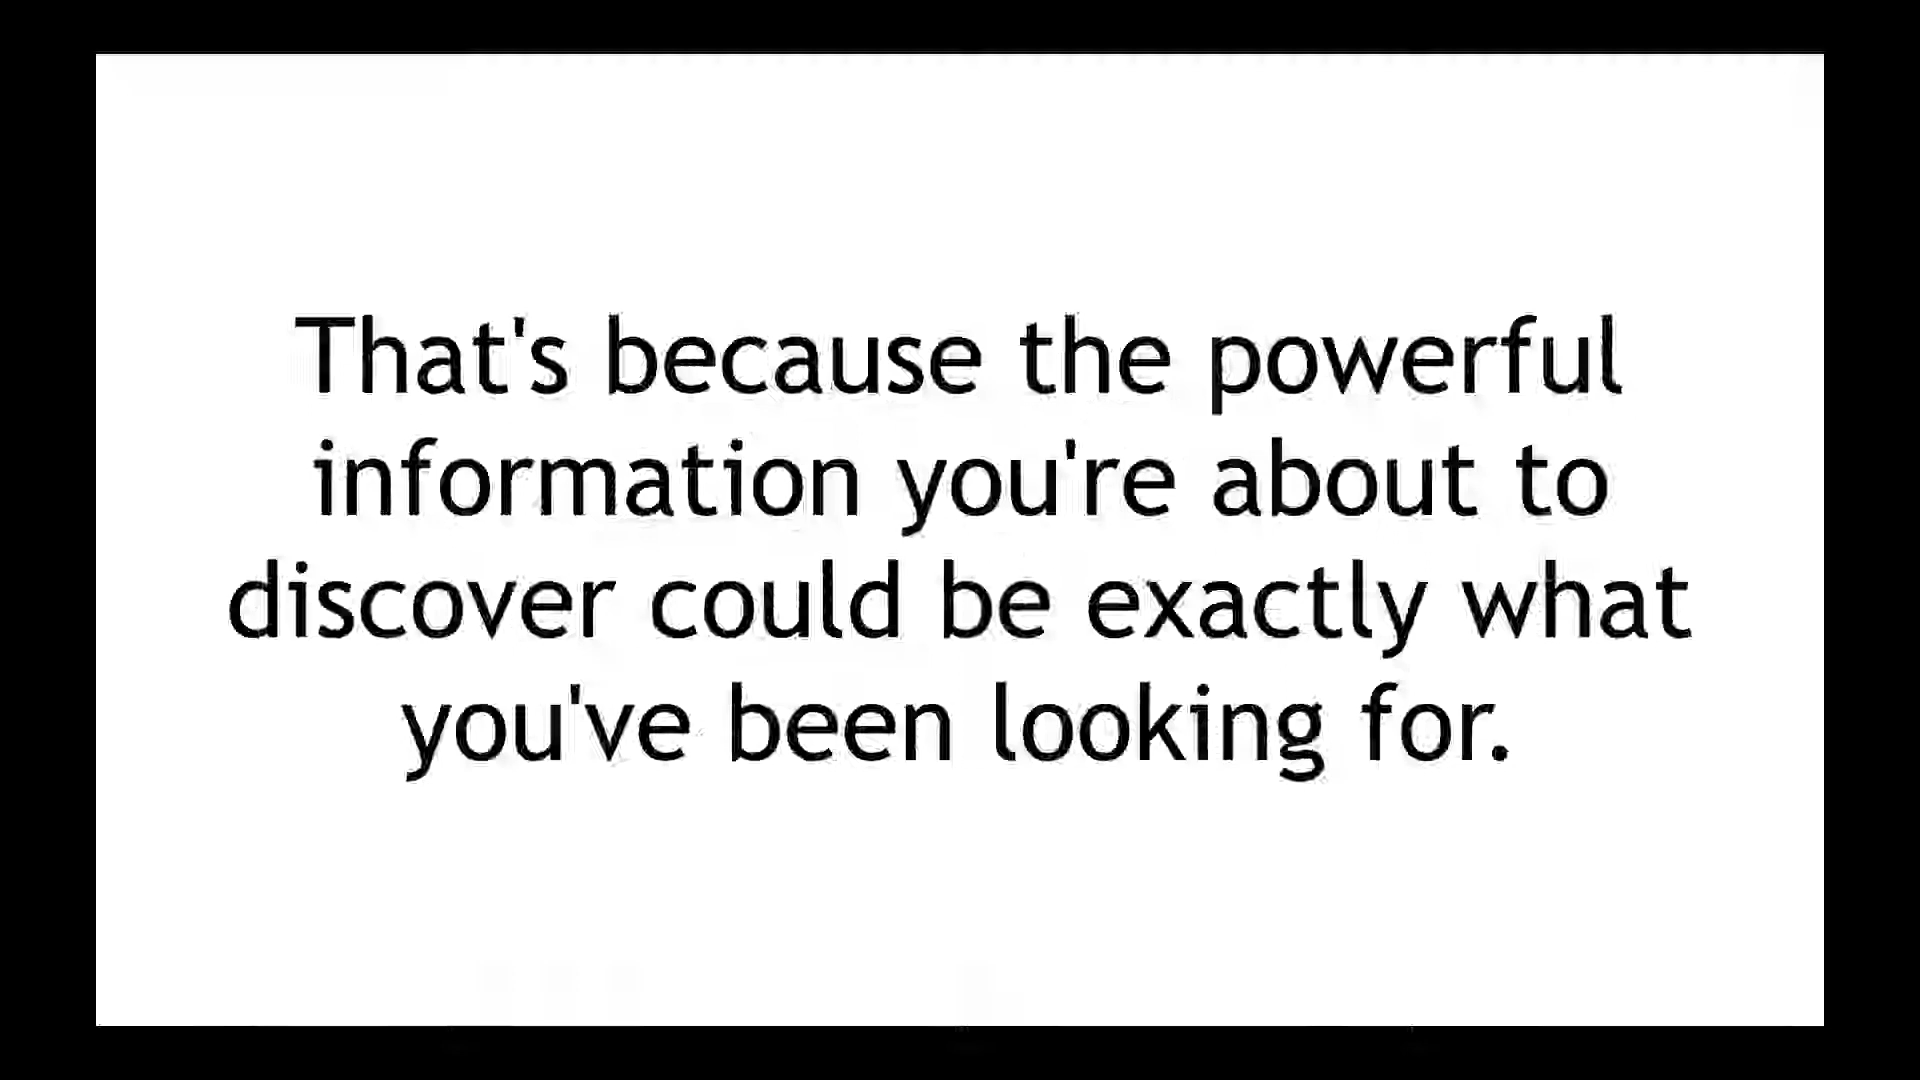 That's because the powerful
information you're about to
discover could be exactly what
you've been looking for.